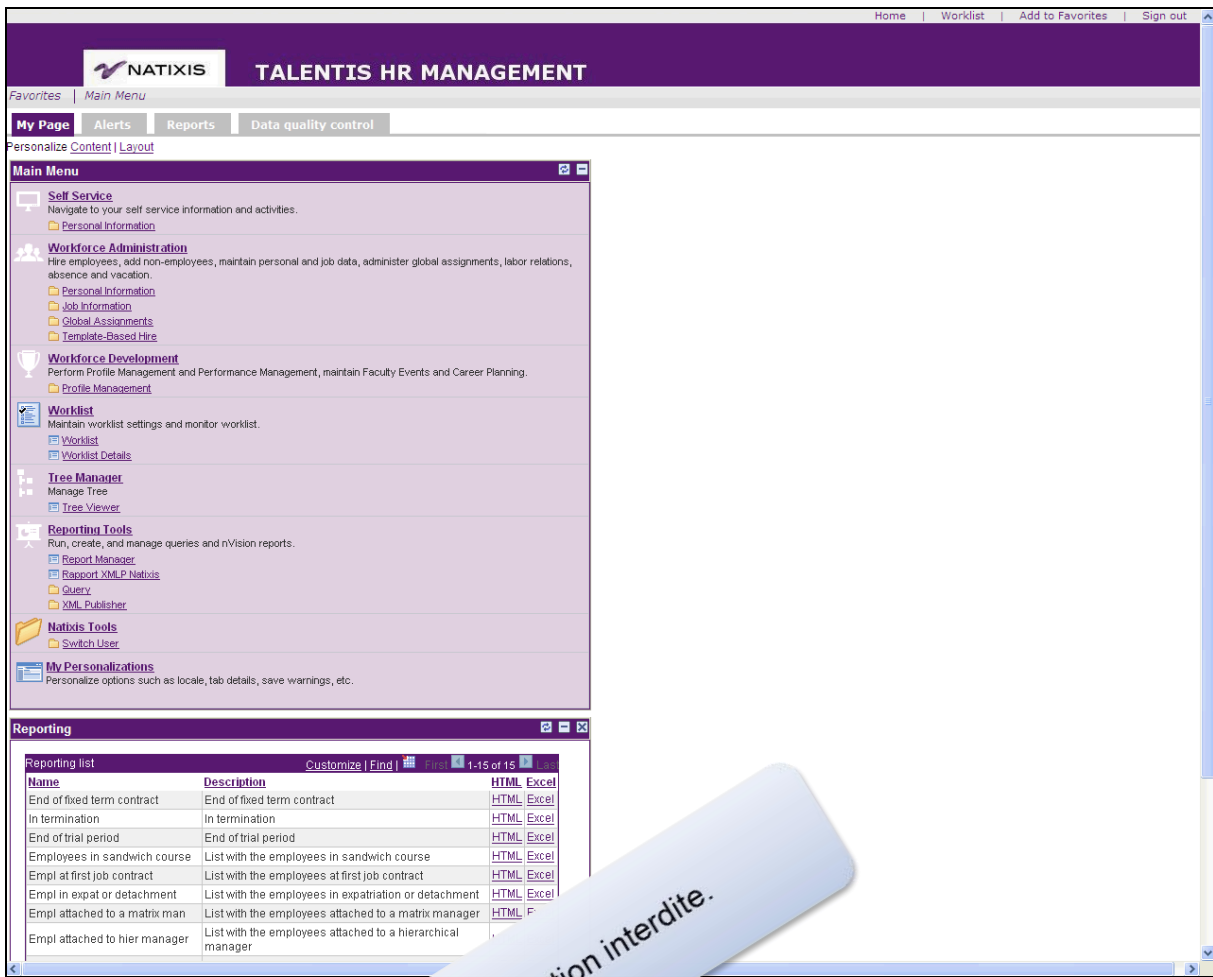 Home | Worklist | Add to Favorites | Sign out
NATIXIS TALENTIS HR MANAGEMENT
Favorites | Main Menu
My Page Alerts Reports Data quality control
Personalize Content | Layout
Main Menu
Self Service
Navigate to your self service information and activities.
Personal Information
Workforce Administration
Hire employees, add non-employees, maintain personal and job data, administer global assignments, labor relations,
absence and vacation.
Personal Information
Job Information
Global Assignments
Template-Based Hire
Workforce Development
Perform Profile Management and Performance Management, maintain Faculty Events and Career Planning.
Profile Management
Worklist
Maintain worklist settings and monitor worklist.
Worklist
Worklist Details
Tree Manager
Manage Tree
Tree Viewer
Reporting Tools
Run, create, and manage queries and nVision reports.
Report Manager
Rapport XMLP Natixis
Query
XML Publisher
Natixis Tools
Switch User
My Personalizations
Personalize options such as locale, tab details, save warnings, etc.
Reporting
Reporting list Customize | Find | First 1-15 of 15 Last
Name Description HTML Excel
End of fixed term contract End of fixed term contract HTML Excel
In termination In termination HTML Excel
End of trial period End of trial period HTML Excel
Employees in sandwich course List with the employees in sandwich course HTML Excel
Empl at first job contract List with the employees at first job contract HTML Excel
Empl in expat or detachment List with the employees in expatriation or detachment HTML Excel
Empl attached to a matrix man List with the employees attached to a matrix manager HTML
Empl attached to hier manager List with the employees attached to a hierarchical
manager
interdite.